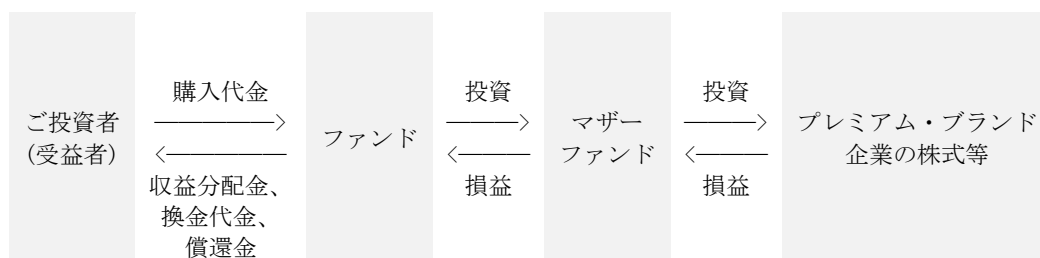 ご投資者
(受益者)
購入代金
収益分配金、
換金代金、
償還金
ファンド
投資
損益
マザー
ファンド
投資
損益
プレミアム・ブランド
企業の株式等